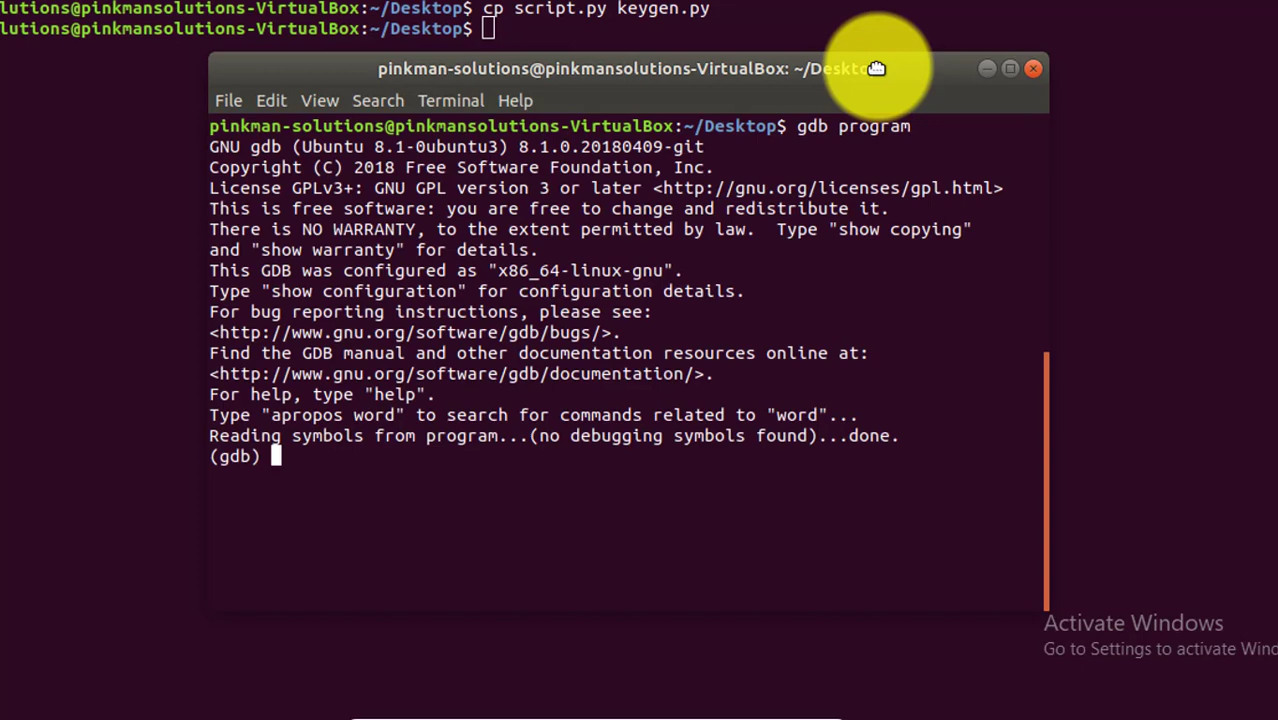 lutions@pinkmansolutions-VirtualBox:~/Desktop$ cp script.py keygen.py
lutions@pinkmansolutions-VirtualBox:~/Desktop$
pinkman-solutions@pinkmansolutions-VirtualBox: ~/Desktop
File Edit View Search Terminal Help
pinkman-solutions@pinkmansolutions-VirtualBox:~/Desktop$ gdb program
GNU gdb (Ubuntu 8.1-0ubuntu3) 8.1.0.20180409-git
Copyright (C) 2018 Free Software Foundation, Inc.
License GPLv3+: GNU GPL version 3 or later <http://gnu.org/licenses/gpl.html>
This is free software: you are free to change and redistribute it.
There is NO WARRANTY, to the extent permitted by law.  Type "show copying"
and "show warranty" for details.
This GDB was configured as "x86_64-linux-gnu".
Type "show configuration" for configuration details.
For bug reporting instructions, please see:
<http://www.gnu.org/software/gdb/bugs/>.
Find the GDB manual and other documentation resources online at:
<http://www.gnu.org/software/gdb/documentation/>.
For help, type "help".
Type "apropos word" to search for commands related to "word"...
Reading symbols from program...(no debugging symbols found)...done.
(gdb)
Activate Windows
Go to Settings to activate Wind